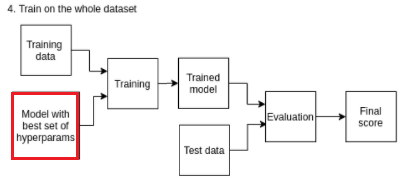 4. Train on the whole dataset
Training
data
Model with
best set of
hyperparams
Training
Trained
model
Test data
Evaluation
Final
score